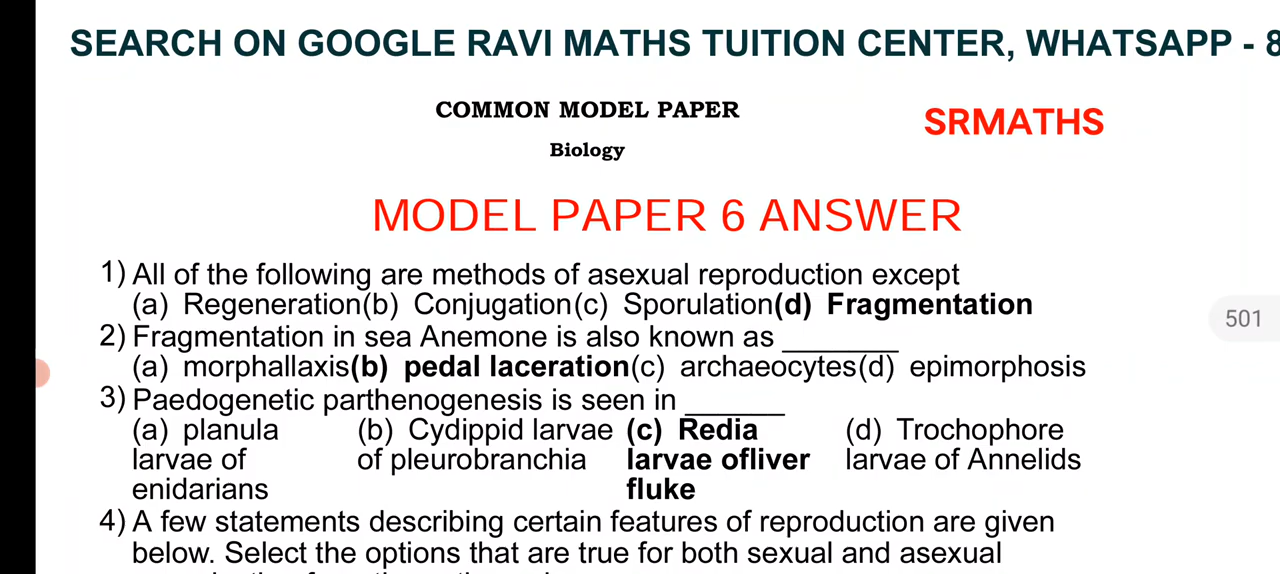 SEARCH ON GOOGLE RAVI MATHS TUITION CENTER, WHATSAPP - 8
COMMON MODEL PAPER
SRMATHS
Biology
MODEL PAPER 6 ANSWER
1) All of the following are methods of asexual reproduction except
(a) Regeneration(b) Conjugation(c) Sporulation(d) Fragmentation
2) Fragmentation in sea Anemone is also known as _______
(a) morphallaxis(b) pedal laceration(c) archaeocytes(d) epimorphosis
501
3) Paedogenetic parthenogenesis is seen in ______
(a) planula (b) Cydippid larvae (c) Redia (d) Trochophore
larvae of of pleurobranchia larvae ofliver larvae of Annelids
enidarians fluke
4) A few statements describing certain features of reproduction are given
below. Select the options that are true for both sexual and asexual